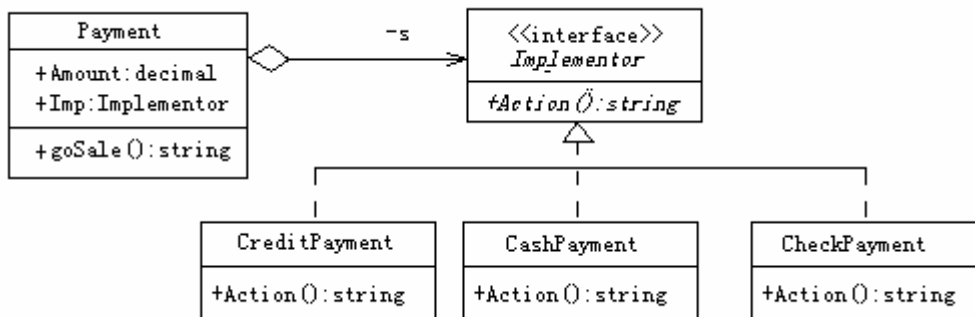 Payment
+Amount:decimal
+Imp:Implementor
+goSale():string
-s
<<interface>>
Implementor
+Action():string
CreditPayment
+Action():string
CashPayment
+Action():string
CheckPayment
+Action():string